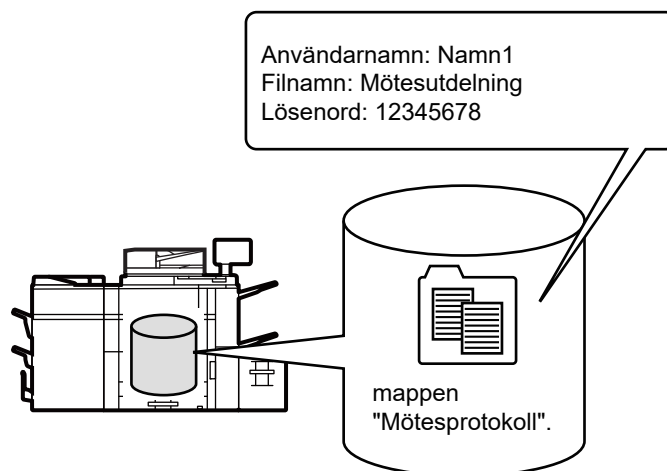 Användarnamn: Namn1
Filnamn: Mötesutdelning
Lösenord: 12345678
mappen
"Mötesprotokoll".